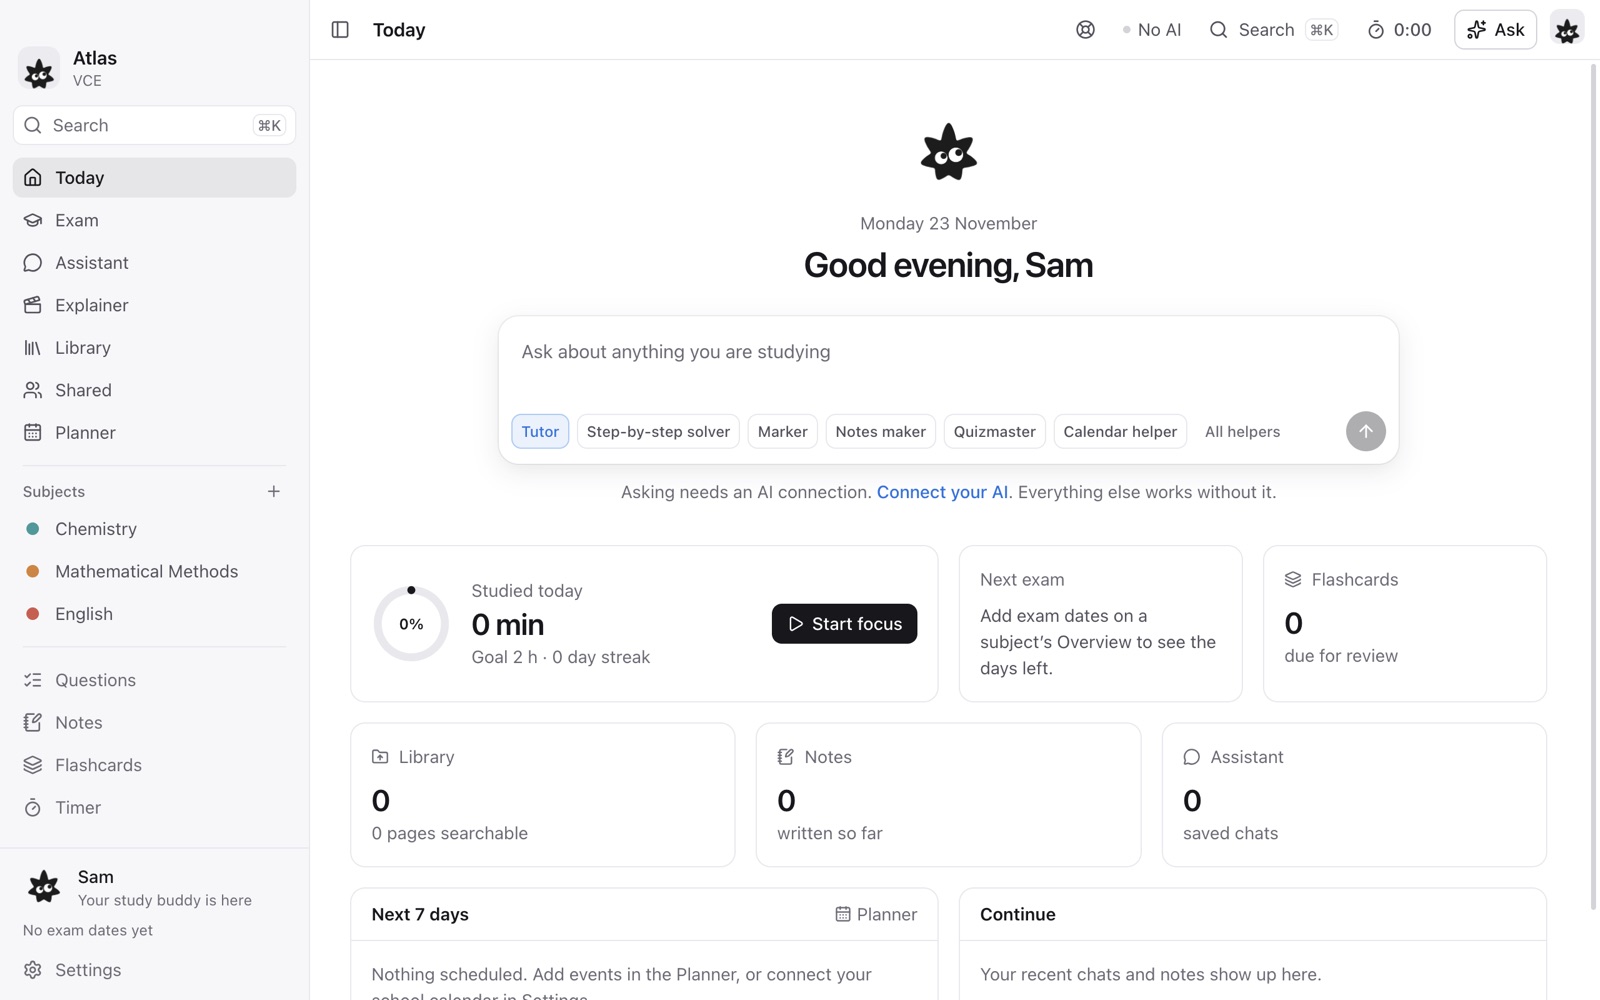 Atlas
VCE
Search ⌘K
Today
Exam
Assistant
Explainer
Library
Shared
Planner
Subjects
Chemistry
Mathematical Methods
English
Questions
Notes
Flashcards
Timer
Sam
Your study buddy is here
No exam dates yet
Settings
Today
No AI
Search ⌘K
0:00
Ask
Monday 23 November
Good evening, Sam
Ask about anything you are studying
Tutor Step-by-step solver Marker Notes maker Quizmaster Calendar helper All helpers
Asking needs an AI connection. Connect your AI. Everything else works without it.
0%
Studied today
0 min
Goal 2 h · 0 day streak
Start focus
Next exam
Add exam dates on a
subject’s Overview to see the
days left.
Flashcards
0
due for review
Library
0
0 pages searchable
Notes
0
written so far
Assistant
0
saved chats
Next 7 days
Planner
Nothing scheduled. Add events in the Planner, or connect your
school calendar in Settings.
Continue
Your recent chats and notes show up here.